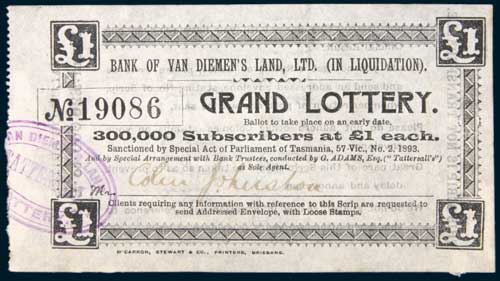 £1 £1
BANK OF VAN DIEMEN'S LAND, LTD. (IN LIQUIDATION).
№ 19086 GRAND LOTTERY.
Ballot to take place on an early date.
300,000 Subscribers at £1 each.
Sanctioned by Special Act of Parliament of Tasmania, 57 Vic., No. 2, 1893.
And by Special Arrangement with Bank Trustees, conducted by G. ADAMS, Esq. ("Tattersall's")
as Sole Agent.
Clients requiring any information with reference to this Scrip are requested to
send Addressed Envelope, with Loose Stamps.
£1 £1
McCARRON, STEWART & CO., PRINTERS, BRISBANE.